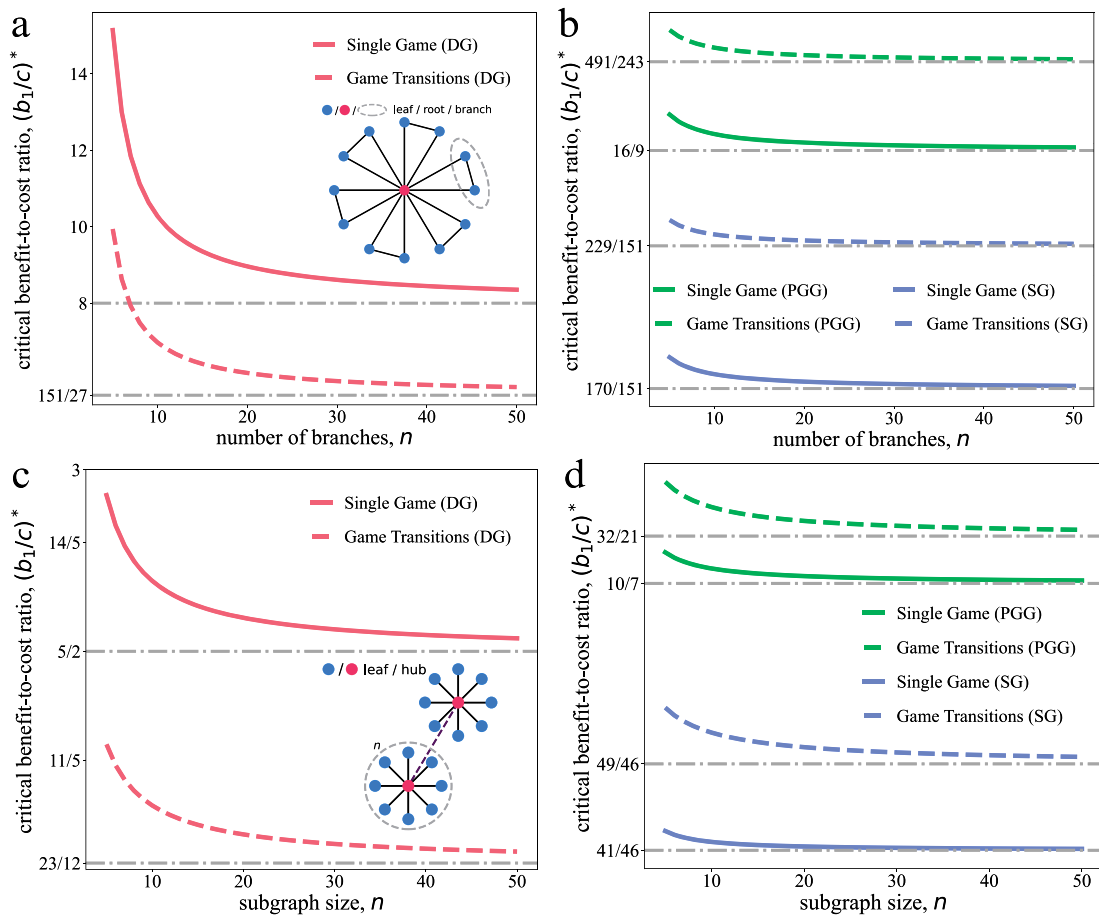 a
critical benefit-to-cost ratio, (b₁/c)*
14
12
10
8
151/27
Single Game (DG)
Game Transitions (DG)
/ / leaf / root / branch
10
20
30
40
50
number of branches, n
b
critical benefit-to-cost ratio, (b₁/c)*
491/243
16/9
229/151
170/151
Single Game (PGG)
Single Game (SG)
Game Transitions (PGG)
Game Transitions (SG)
10
20
30
40
50
number of branches, n
c
critical benefit-to-cost ratio, (b₁/c)*
3
14/5
5/2
11/5
23/12
Single Game (DG)
Game Transitions (DG)
/ leaf / hub
n
10
20
30
40
50
subgraph size, n
d
critical benefit-to-cost ratio, (b₁/c)*
32/21
10/7
49/46
41/46
Single Game (PGG)
Game Transitions (PGG)
Single Game (SG)
Game Transitions (SG)
10
20
30
40
50
subgraph size, n